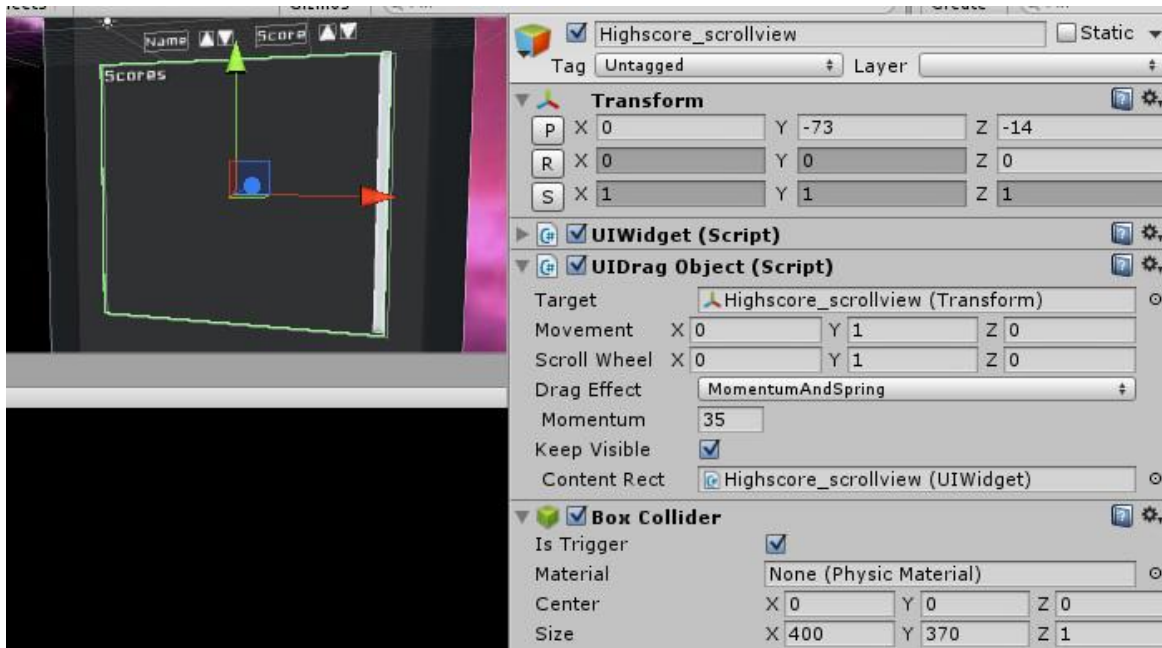 Gizmos
Create
Name Score
Scores
Highscore_scrollview Static
Tag Untagged Layer
Transform
P X 0 Y -73 Z -14
R X 0 Y 0 Z 0
S X 1 Y 1 Z 1
UIWidget (Script)
UIDrag Object (Script)
Target Highscore_scrollview (Transform)
Movement X 0 Y 1 Z 0
Scroll Wheel X 0 Y 1 Z 0
Drag Effect MomentumAndSpring
Momentum 35
Keep Visible
Content Rect Highscore_scrollview (UIWidget)
Box Collider
Is Trigger
Material None (Physic Material)
Center X 0 Y 0 Z 0
Size X 400 Y 370 Z 1